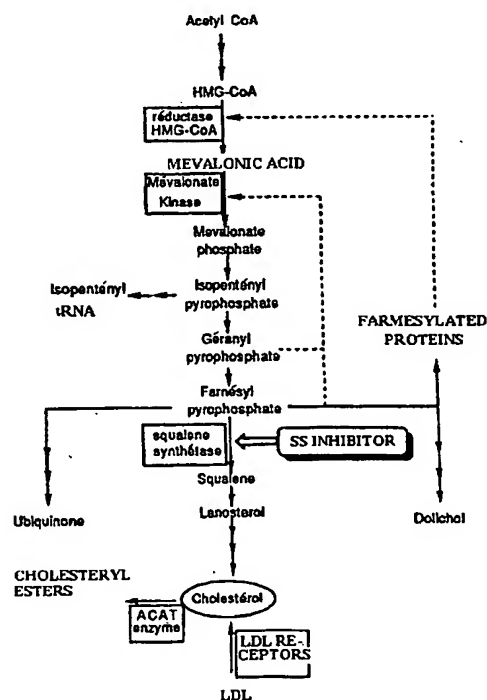 Acetyl CoA
HMG-CoA
réductase
HMG-CoA
MEVALONIC ACID
Mévalonate
Kinase
Mévalonate
phosphate
Isopentényl
tRNA
Isopentényl
pyrophosphate
Géranyl
pyrophosphate
FARMESYLATED
PROTEINS
Farnésyl
pyrophosphate
squalene
synthétase
SS INHIBITOR
Squalene
Ubiquinone
Lanosterol
Dolichol
CHOLESTERYL
ESTERS
Cholestérol
ACAT
enzyme
LDL RE-
CEPTORS
LDL